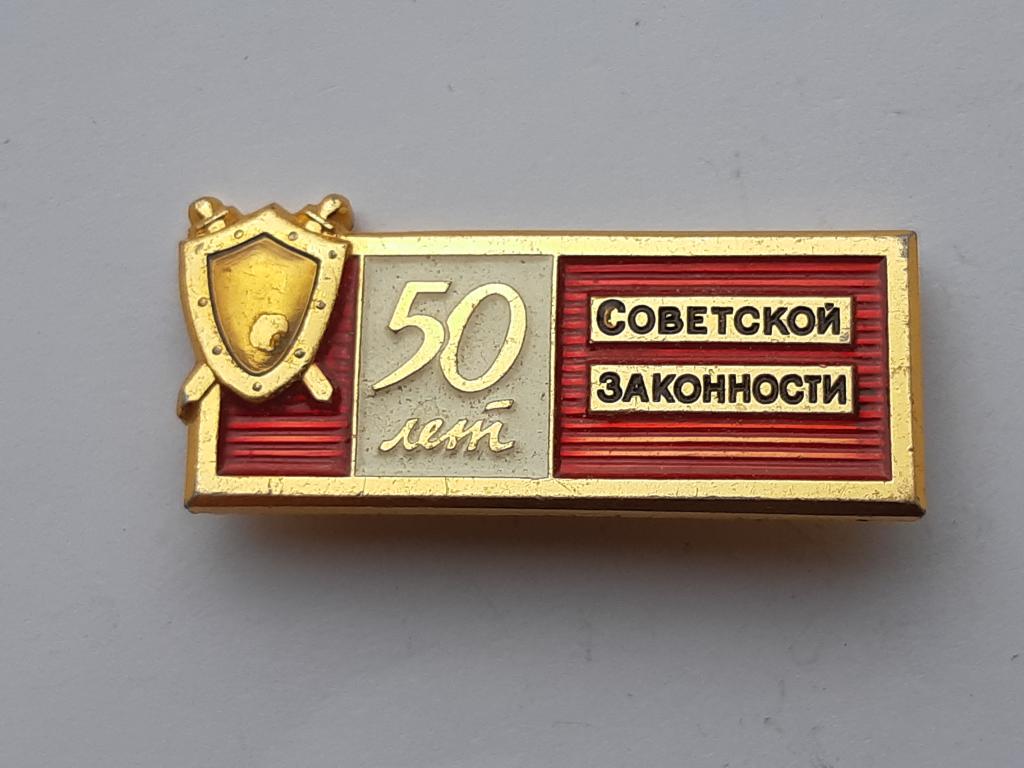 50
лет
Советской
законности